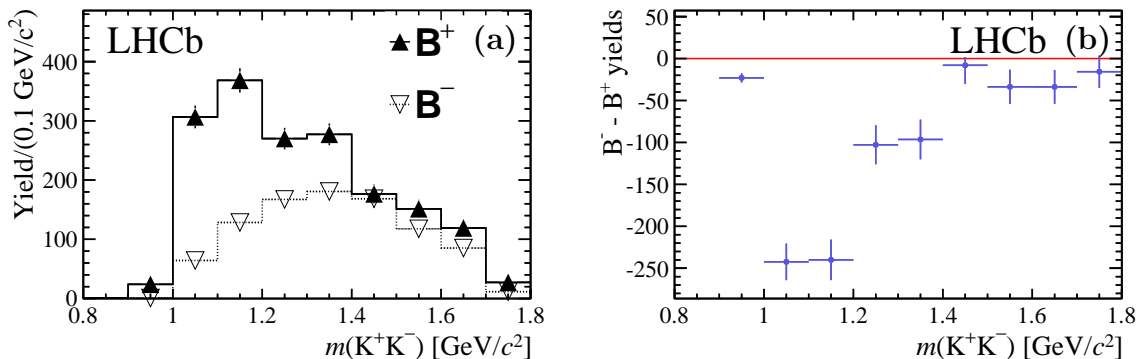 LHCb
(a)
B⁺
B⁻
Yield/(0.1 GeV/c²)
400
300
200
100
0
0.8 1 1.2 1.4 1.6 1.8
m(K⁺K⁻) [GeV/c²]
LHCb (b)
B⁻ - B⁺ yields
50
0
-50
-100
-150
-200
-250
0.8 1 1.2 1.4 1.6 1.8
m(K⁺K⁻) [GeV/c²]